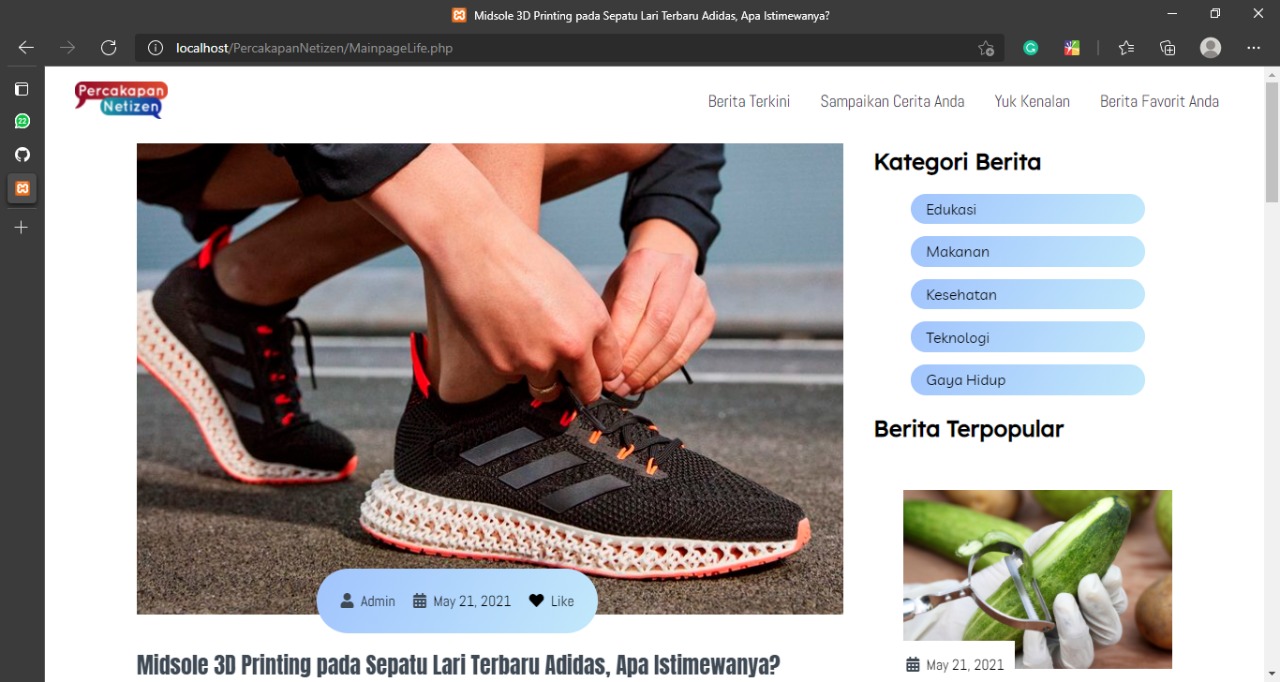 Midsole 3D Printing pada Sepatu Lari Terbaru Adidas, Apa Istimewanya?
localhost/PercakapanNetizen/MainpageLife.php
22
Percakapan
Netizen
Berita Terkini
Sampaikan Cerita Anda
Yuk Kenalan
Berita Favorit Anda
Kategori Berita
Edukasi
Makanan
Kesehatan
Teknologi
Gaya Hidup
Berita Terpopular
May 21, 2021
Admin
May 21, 2021
Like
Midsole 3D Printing pada Sepatu Lari Terbaru Adidas, Apa Istimewanya?